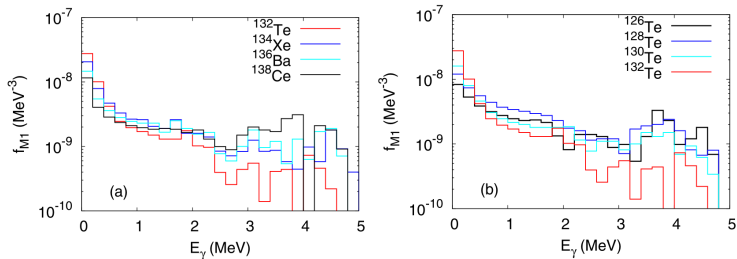 10⁻⁷
10⁻⁸
10⁻⁹
10⁻¹⁰
f_M1 (MeV⁻³)
¹³²Te
¹³⁴Xe
¹³⁶Ba
¹³⁸Ce
(a)
0 1 2 3 4 5
E_γ (MeV)
10⁻⁷
10⁻⁸
10⁻⁹
10⁻¹⁰
f_M1 (MeV⁻³)
¹²⁶Te
¹²⁸Te
¹³⁰Te
¹³²Te
(b)
0 1 2 3 4 5
E_γ (MeV)